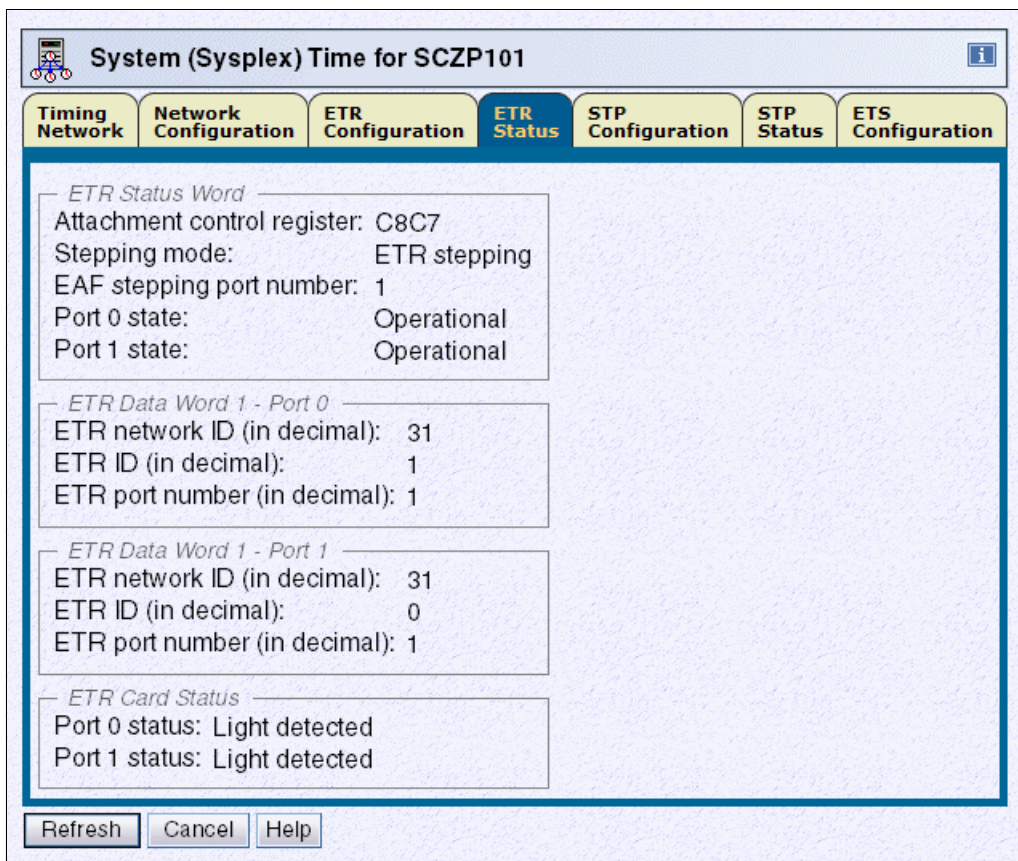 System (Sysplex) Time for SCZP101
i
Timing Network
Network Configuration
ETR Configuration
ETR Status
STP Configuration
STP Status
ETS Configuration
ETR Status Word
Attachment control register: C8C7
Stepping mode: ETR stepping
EAF stepping port number: 1
Port 0 state: Operational
Port 1 state: Operational
ETR Data Word 1 - Port 0
ETR network ID (in decimal): 31
ETR ID (in decimal): 1
ETR port number (in decimal): 1
ETR Data Word 1 - Port 1
ETR network ID (in decimal): 31
ETR ID (in decimal): 0
ETR port number (in decimal): 1
ETR Card Status
Port 0 status: Light detected
Port 1 status: Light detected
Refresh Cancel Help